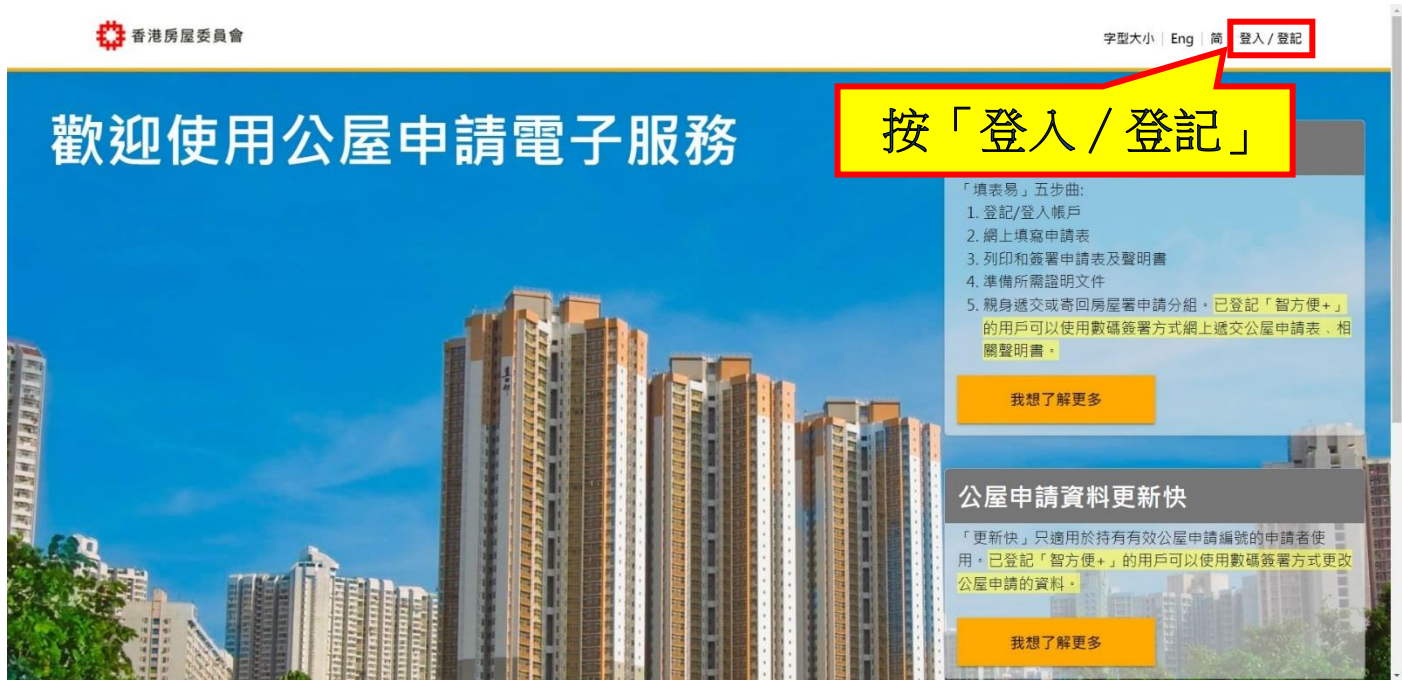 香港房屋委員會
字型大小 | Eng | 简 登入 / 登記
按「登入 / 登記」
歡迎使用公屋申請電子服務
「填表易」五步曲:
1. 登記/登入帳戶
2. 網上填寫申請表
3. 列印和簽署申請表及聲明書
4. 準備所需證明文件
5. 親身遞交或寄回房屋署申請分組。已登記「智方便+」
的用戶可以使用數碼簽署方式網上遞交公屋申請表、相
關聲明書。
我想了解更多
公屋申請資料更新快
「更新快」只適用於持有有效公屋申請編號的申請者使
用。已登記「智方便+」的用戶可以使用數碼簽署方式更改
公屋申請的資料。
我想了解更多